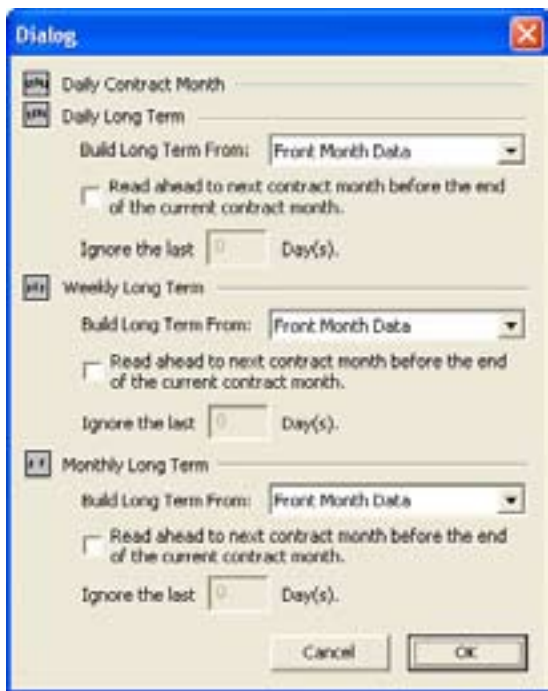 Dialog
Daily Contract Month
Daily Long Term
Build Long Term From: Front Month Data
Read ahead to next contract month before the end
of the current contract month.
Ignore the last 0 Day(s).
Weekly Long Term
Build Long Term From: Front Month Data
Read ahead to next contract month before the end
of the current contract month.
Ignore the last 0 Day(s).
Monthly Long Term
Build Long Term From: Front Month Data
Read ahead to next contract month before the end
of the current contract month.
Ignore the last 0 Day(s).
Cancel OK